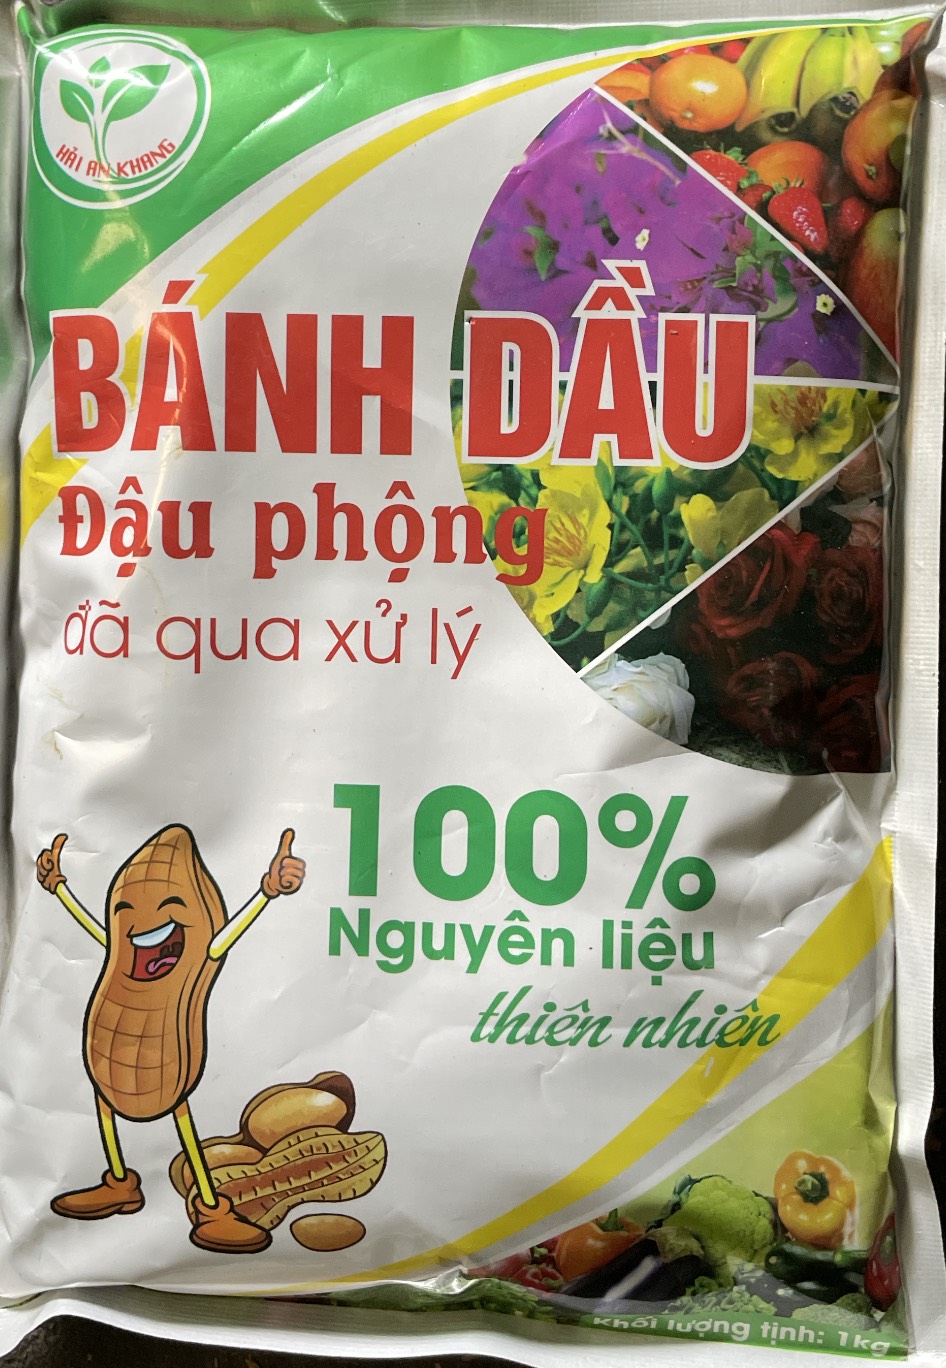 HẢI AN KHANG
BÁNH DẦU
Đậu phộng
đã qua xử lý
100%
Nguyên liệu
thiên nhiên
Khối lượng tịnh: 1kg